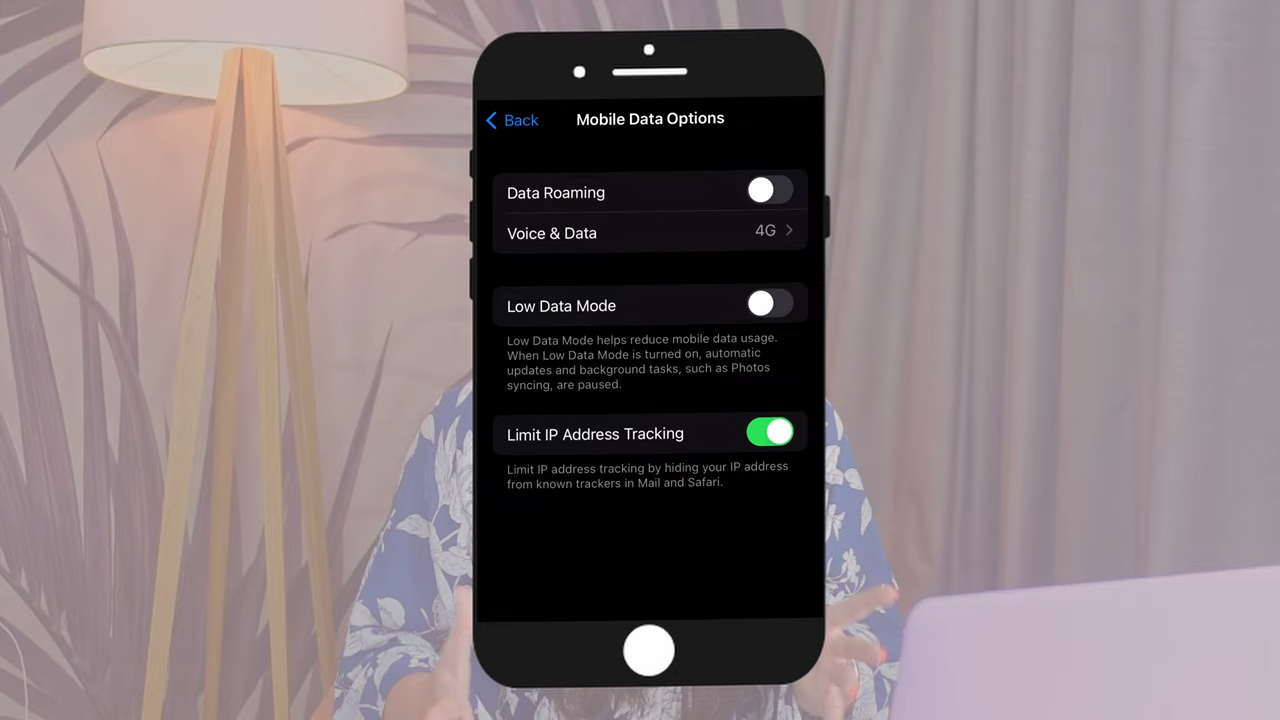 Back
Mobile Data Options
Data Roaming
Voice & Data 4G
Low Data Mode
Low Data Mode helps reduce mobile data usage.
When Low Data Mode is turned on, automatic
updates and background tasks, such as Photos
syncing, are paused.
Limit IP Address Tracking
Limit IP address tracking by hiding your IP address
from known trackers in Mail and Safari.